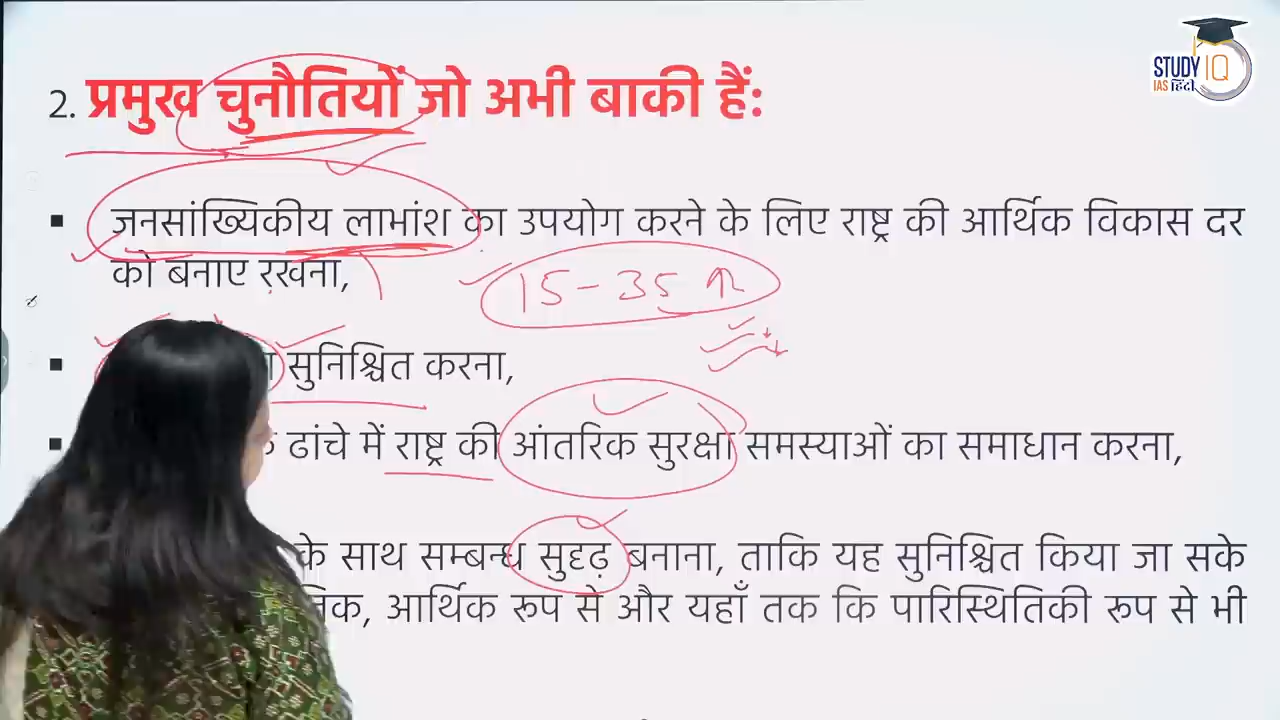 STUDY IQ
IAS हिंदी
2. प्रमुख चुनौतियों जो अभी बाकी हैं:
▪ जनसांख्यिकीय लाभांश का उपयोग करने के लिए राष्ट्र की आर्थिक विकास दर
को बनाए रखना,
15-35
▪ सुनिश्चित करना,
▪ ढांचे में राष्ट्र की आंतरिक सुरक्षा समस्याओं का समाधान करना,
के साथ सम्बन्ध सुदृढ़ बनाना, ताकि यह सुनिश्चित किया जा सके
आर्थिक रूप से और यहाँ तक कि पारिस्थितिकी रूप से भी